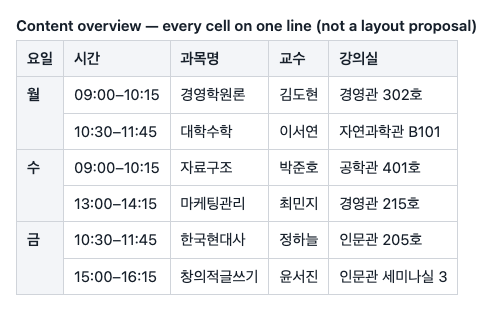 Content overview — every cell on one line (not a layout proposal)
요일 시간 과목명 교수 강의실
월 09:00–10:15 경영학원론 김도현 경영관 302호
10:30–11:45 대학수학 이서연 자연과학관 B101
수 09:00–10:15 자료구조 박준호 공학관 401호
13:00–14:15 마케팅관리 최민지 경영관 215호
금 10:30–11:45 한국현대사 정하늘 인문관 205호
15:00–16:15 창의적글쓰기 윤서진 인문관 세미나실 3